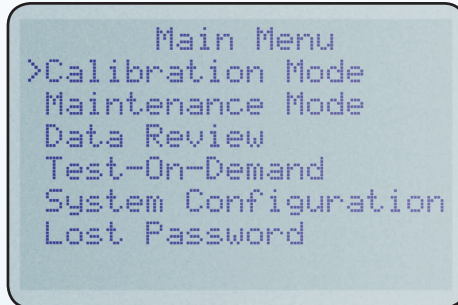 Main Menu
>Calibration Mode
Maintenance Mode
Data Review
Test-On-Demand
System Configuration
Lost Password